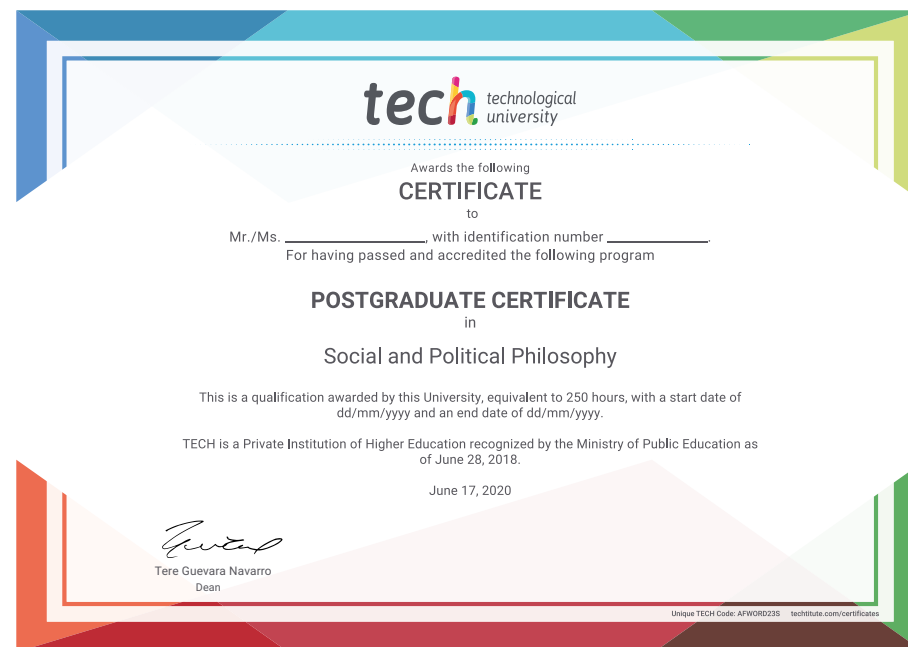 tech technological
university
Awards the following
CERTIFICATE
to
Mr./Ms. ____________________, with identification number ______________.
For having passed and accredited the following program
POSTGRADUATE CERTIFICATE
in
Social and Political Philosophy
This is a qualification awarded by this University, equivalent to 250 hours, with a start date of
dd/mm/yyyy and an end date of dd/mm/yyyy.
TECH is a Private Institution of Higher Education recognized by the Ministry of Public Education as
of June 28, 2018.
June 17, 2020
Tere Guevara Navarro
Dean
Unique TECH Code: AFWORD23S techtitute.com/certificates